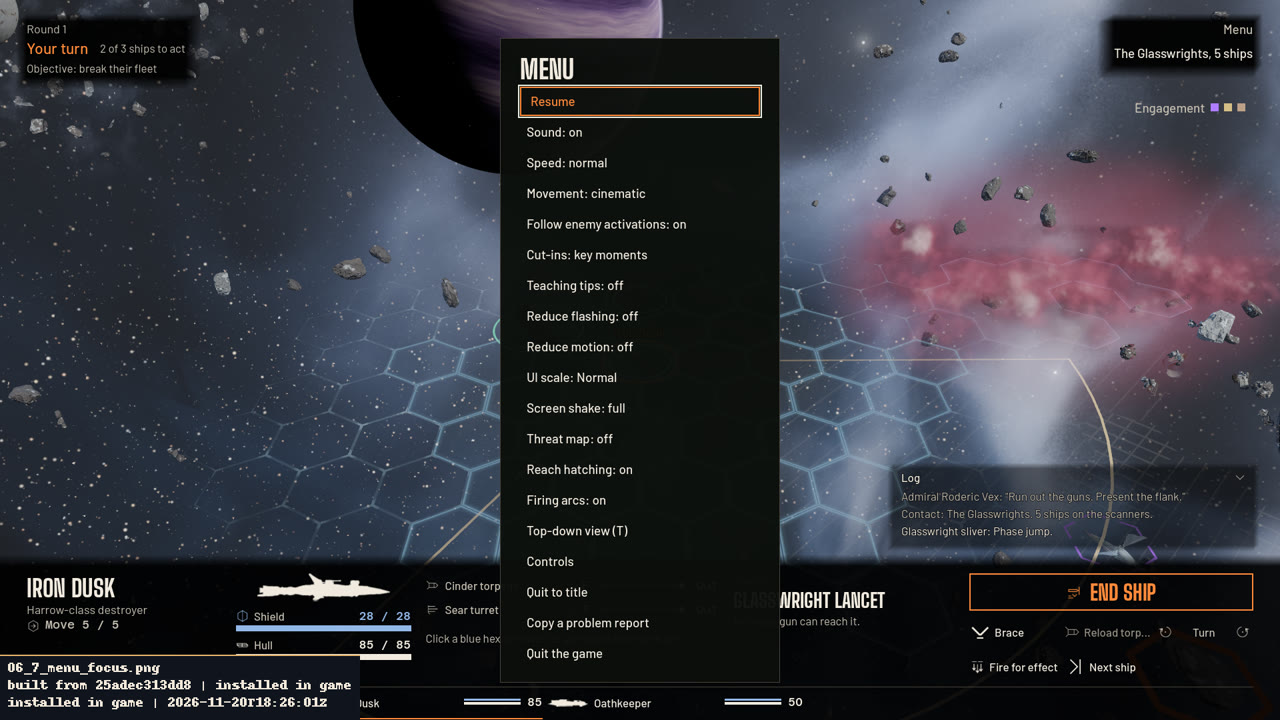 Round 1
Your turn 2 of 3 ships to act
Objective: break their fleet
Menu
The Glasswrights, 5 ships
Engagement
MENU
Resume
Sound: on
Speed: normal
Movement: cinematic
Follow enemy activations: on
Cut-ins: key moments
Teaching tips: off
Reduce flashing: off
Reduce motion: off
UI scale: Normal
Screen shake: full
Threat map: off
Reach hatching: on
Firing arcs: on
Top-down view (T)
Controls
Quit to title
Copy a problem report
Quit the game
Log
Admiral Roderic Vex: "Run out the guns. Present the flank."
Contact: The Glasswrights. 5 ships on the scanners.
Glasswright sliver: Phase jump.
IRON DUSK
Harrow-class destroyer
Move 5 / 5
Shield 28 / 28
Hull 85 / 85
Cinder torp
Sear turret
Click a blue hex
GLASSWRIGHT LANCET
gun can reach it.
END SHIP
Brace
Reload torp...
Turn
Fire for effect
Next ship
06_7_menu_focus.png
built from 25adec313dd8 | installed in game
installed in game | 2026-11-20T18:26:01Z
Dusk 85 Oathkeeper 50